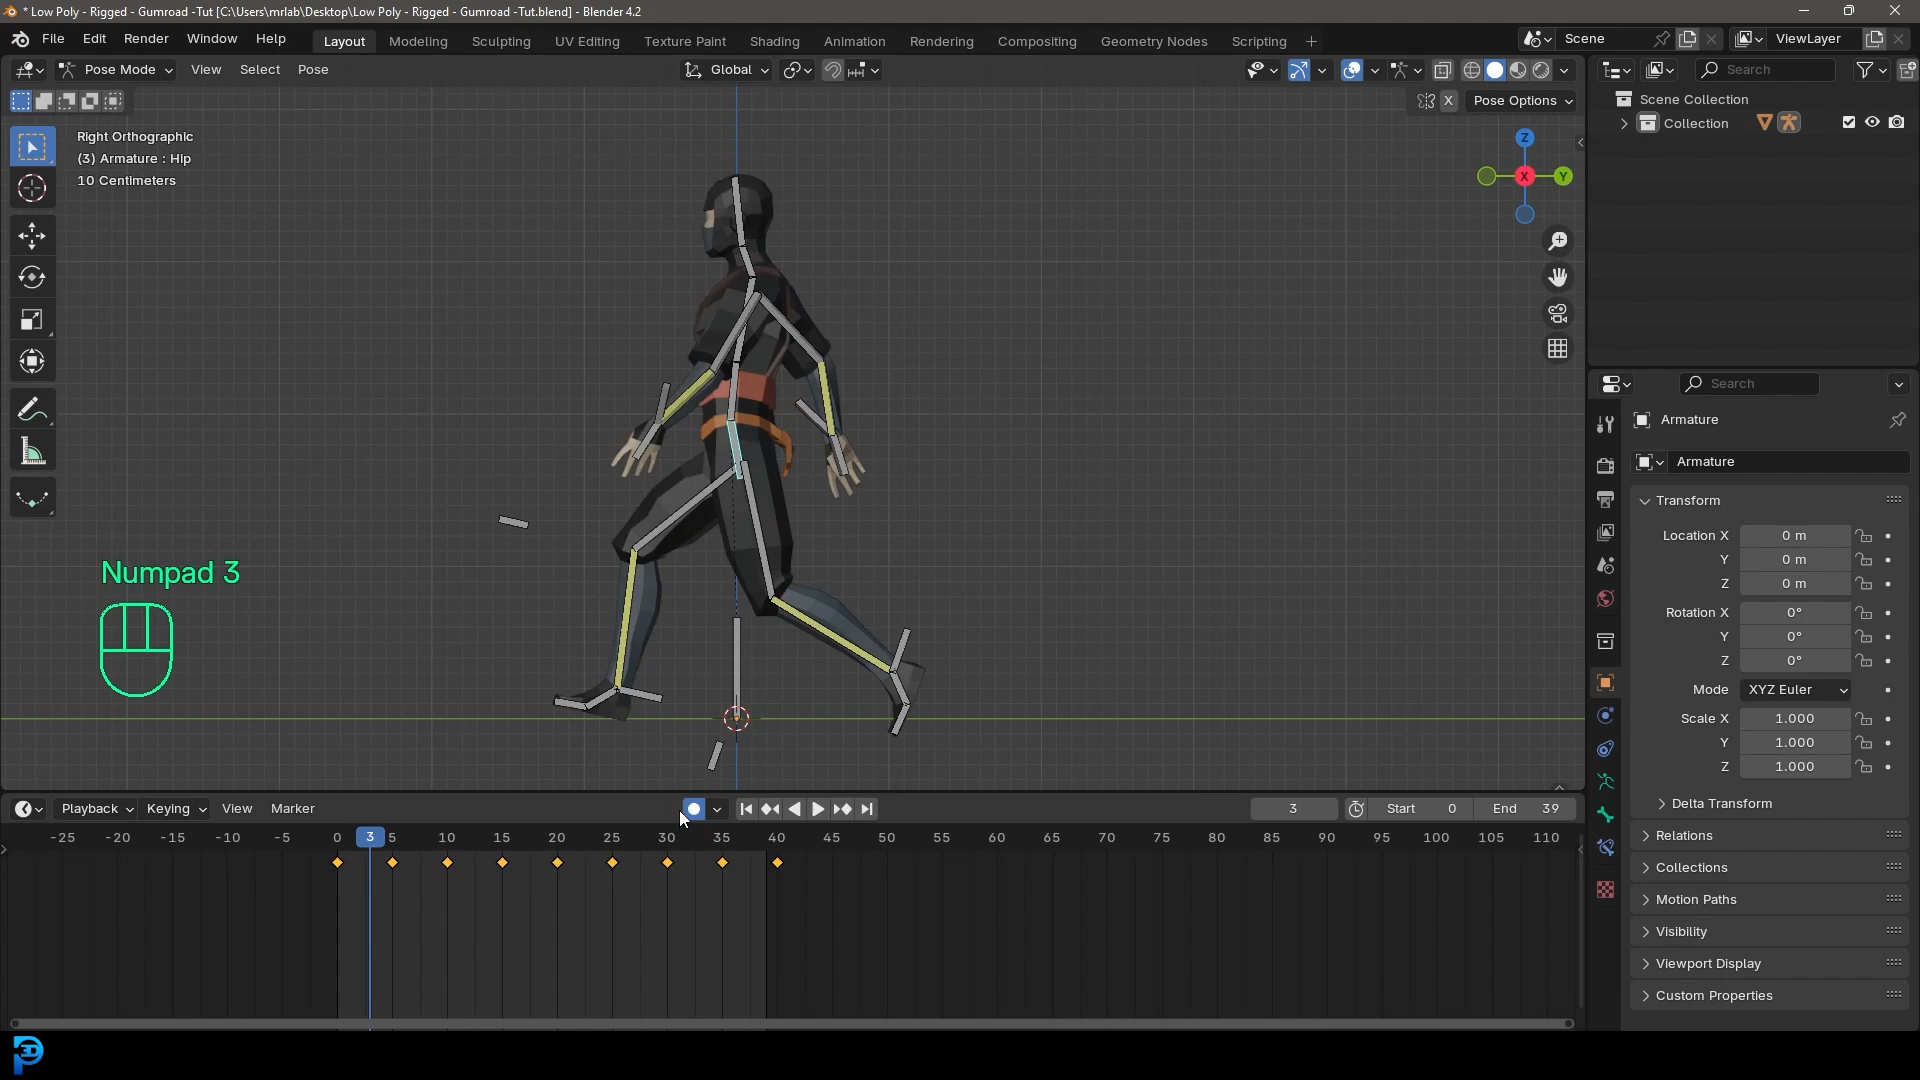 * Low Poly - Rigged - Gumroad -Tut [C:\Users\mrlab\Desktop\Low Poly - Rigged - Gumroad -Tut.blend] - Blender 4.2
File Edit Render Window Help Layout Modeling Sculpting UV Editing Texture Paint Shading Animation Rendering Compositing Geometry Nodes Scripting + Scene ViewLayer
Pose Mode View Select Pose Global Search
X Pose Options
Scene Collection
Collection
Right Orthographic
(3) Armature : Hip
10 Centimeters
Z
X
Y
Numpad 3
Search
Armature
Armature
Transform
Location X 0 m
Y 0 m
Z 0 m
Rotation X 0°
Y 0°
Z 0°
Mode XYZ Euler
Scale X 1.000
Y 1.000
Z 1.000
Delta Transform
Relations
Collections
Motion Paths
Visibility
Viewport Display
Custom Properties
Playback Keying View Marker 3 Start 0 End 39
-25 -20 -15 -10 -5 0 3 5 10 15 20 25 30 35 40 45 50 55 60 65 70 75 80 85 90 95 100 105 110